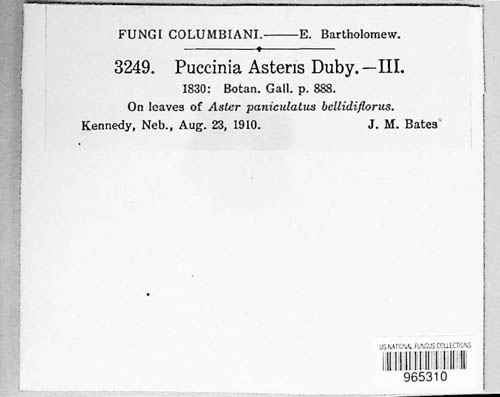 FUNGI COLUMBIANI.——E. Bartholomew.
3249. Puccinia Asteris Duby.—III.
1830: Botan. Gall. p. 888.
On leaves of Aster paniculatus bellidiflorus.
Kennedy, Neb., Aug. 23, 1910. J. M. Bates
US NATIONAL FUNGUS COLLECTIONS
965310